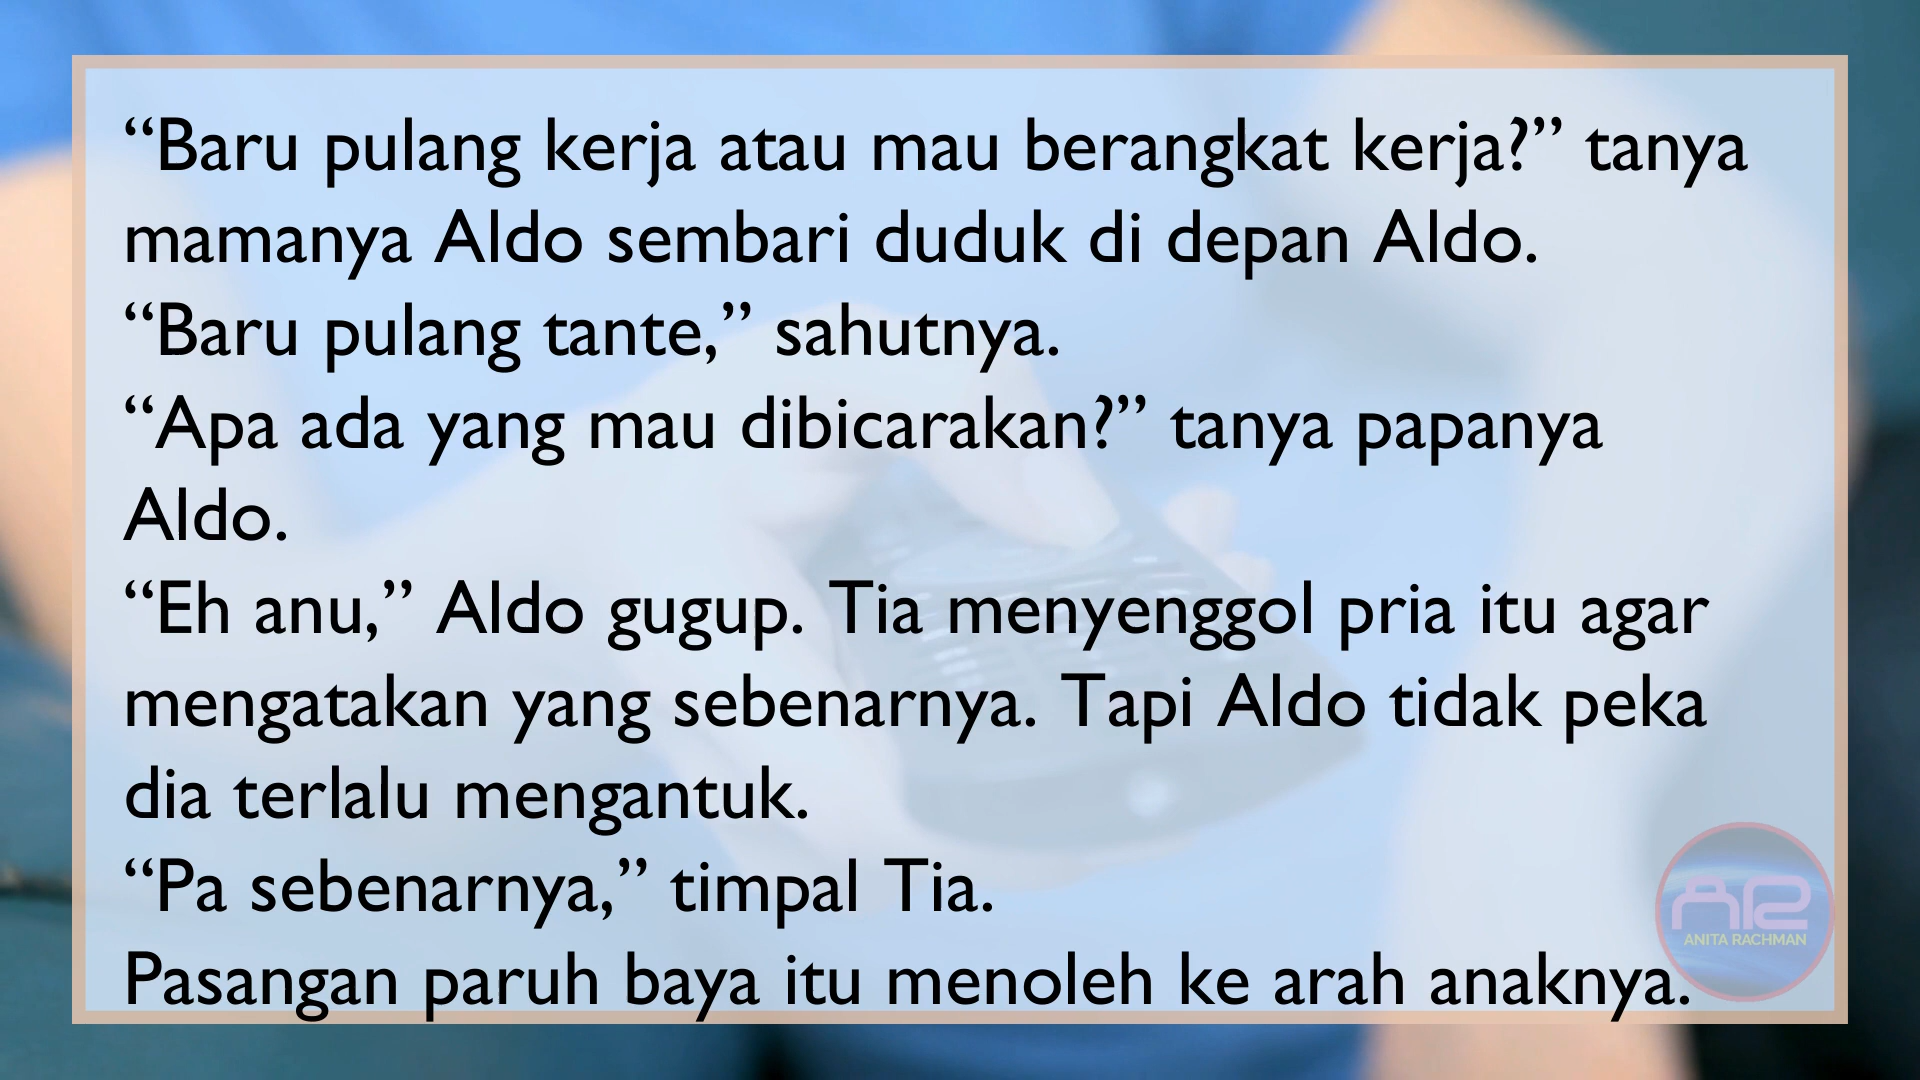 “Baru pulang kerja atau mau berangkat kerja?” tanya
mamanya Aldo sembari duduk di depan Aldo.
“Baru pulang tante,” sahutnya.
“Apa ada yang mau dibicarakan?” tanya papanya
Aldo.
“Eh anu,” Aldo gugup. Tia menyenggol pria itu agar
mengatakan yang sebenarnya. Tapi Aldo tidak peka
dia terlalu mengantuk.
“Pa sebenarnya,” timpal Tia.
Pasangan paruh baya itu menoleh ke arah anaknya.
AR
ANITA RACHMAN